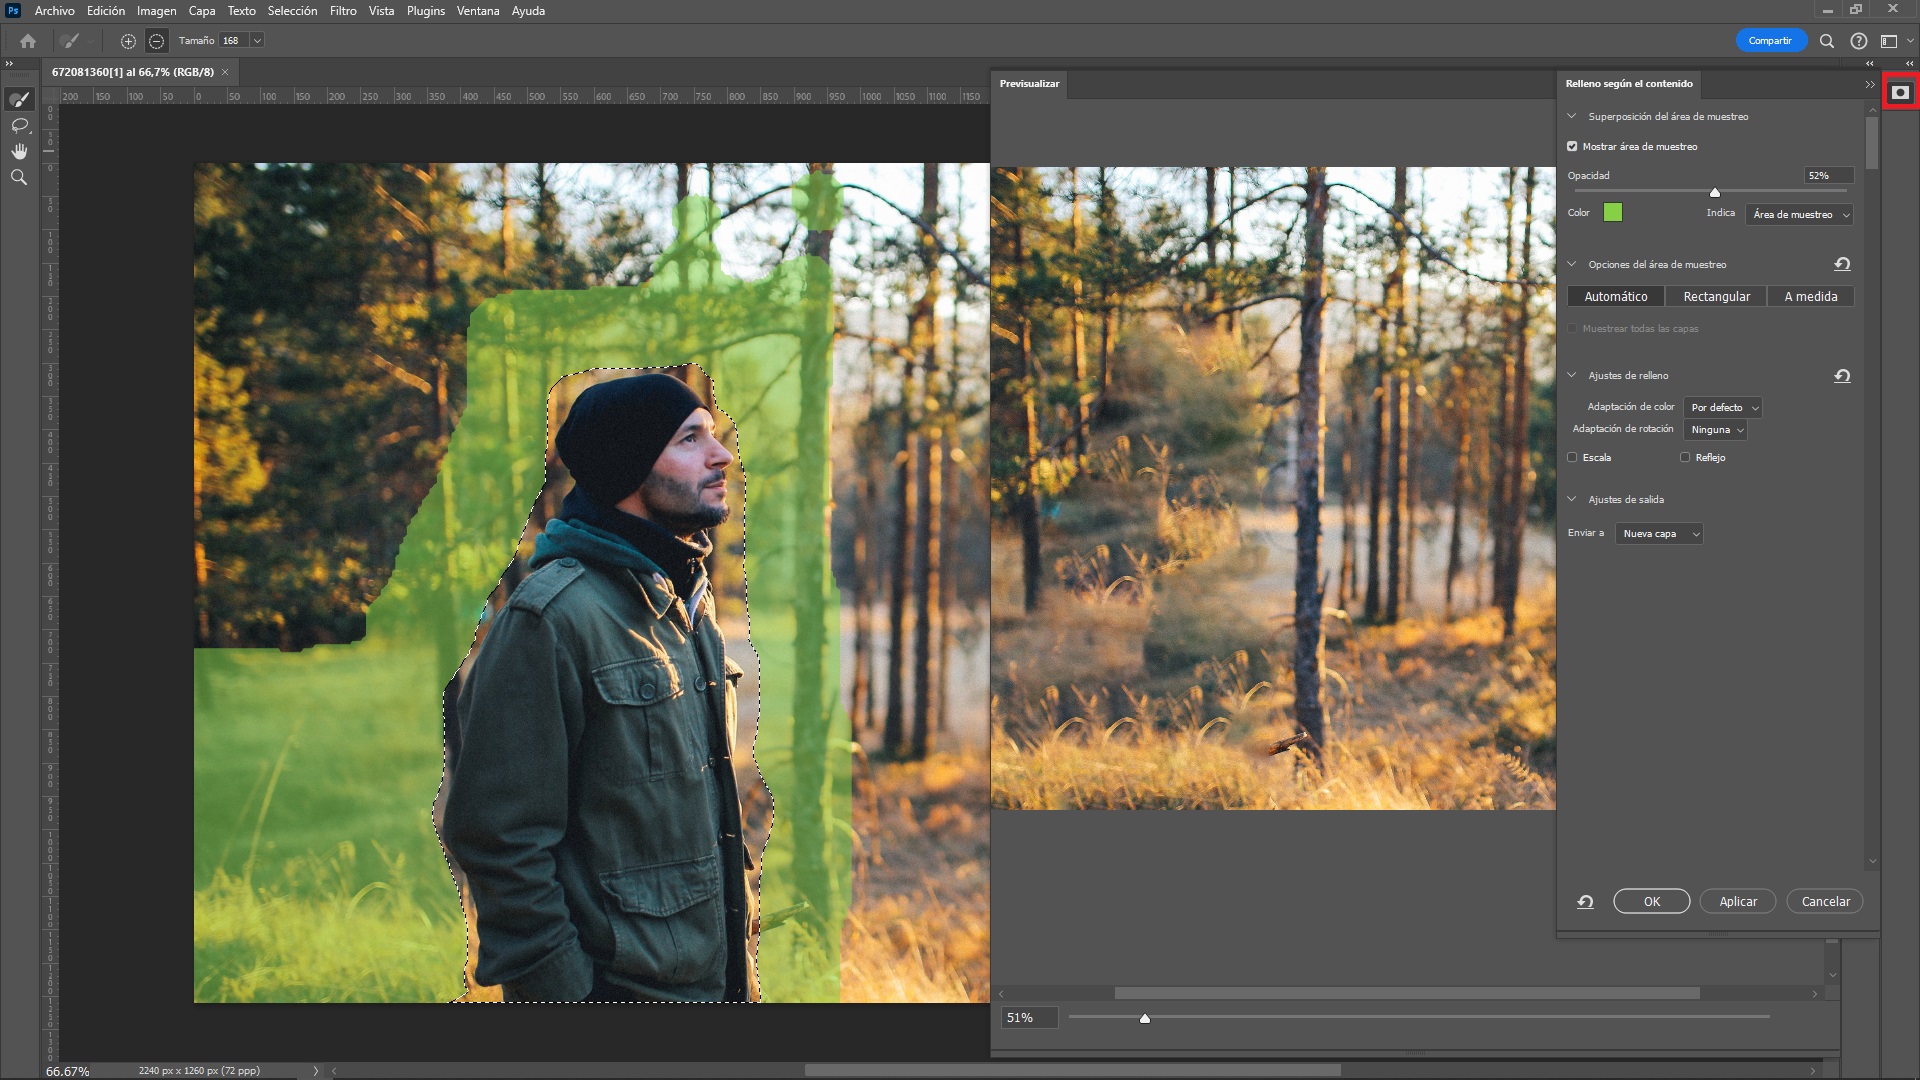 Ps Archivo Edición Imagen Capa Texto Selección Filtro Vista Plugins Ventana Ayuda
Tamaño 168
Compartir
672081360[1] al 66,7% (RGB/8) ×
200 150 100 50 0 50 100 150 200 250 300 350 400 450 500 550 600 650 700 750 800 850 900 950 1000 1050 1100 1150
Previsualizar
Relleno según el contenido
Superposición del área de muestreo
Mostrar área de muestreo
Opacidad 52%
Color Indica Área de muestreo
Opciones del área de muestreo
Automático Rectangular A medida
Muestrear todas las capas
Ajustes de relleno
Adaptación de color Por defecto
Adaptación de rotación Ninguna
Escala Reflejo
Ajustes de salida
Enviar a Nueva capa
OK Aplicar Cancelar
51%
66.67% 2240 px x 1260 px (72 ppp)